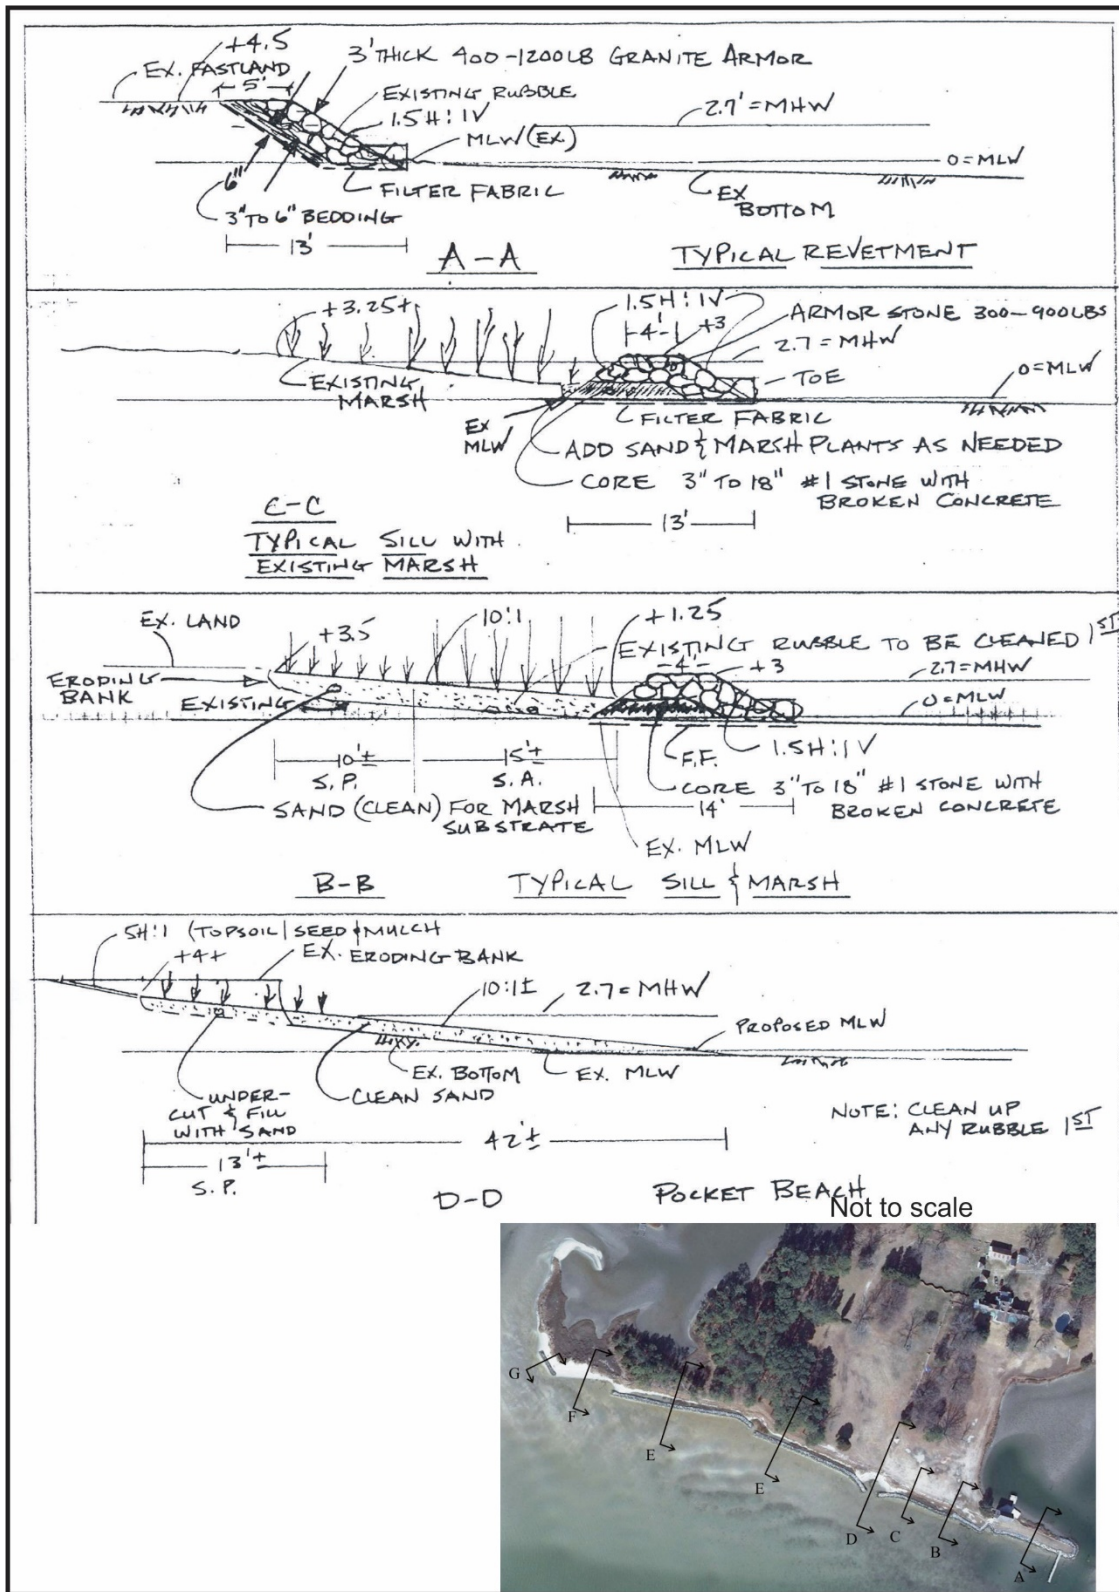 +4.5
3' THICK 400-1200LB GRANITE ARMOR
EX. FASTLAND
5'
EXISTING RUBBLE
1.5H:1V
2.7' = MHW
MLW (EX.)
0 = MLW
6"
FILTER FABRIC
EX BOTTOM
3" TO 6" BEDDING
13'
A-A
TYPICAL REVETMENT
+3.25±
1.5H:1V
4'
+3
ARMOR STONE 300-900LBS
2.7 = MHW
EXISTING MARSH
TOE
0 = MLW
EX MLW
FILTER FABRIC
ADD SAND & MARSH PLANTS AS NEEDED
CORE 3" TO 18" #1 STONE WITH
BROKEN CONCRETE
13'
C-C
TYPICAL SILL WITH
EXISTING MARSH
EX. LAND
+3.5
10:1
+1.25
EXISTING RUBBLE TO BE CLEANED 1ST
4'
+3
2.7 = MHW
ERODING BANK
EXISTING
0 = MLW
10'±
S.P.
15'±
S.A.
F.F.
1.5H:1V
SAND (CLEAN) FOR MARSH
SUBSTRATE
CORE 3" TO 18" #1 STONE WITH
BROKEN CONCRETE
14'
EX. MLW
B-B
TYPICAL SILL & MARSH
5H:1 (TOPSOIL/SEED & MULCH
+4±
EX. ERODING BANK
10:1±
2.7 = MHW
PROPOSED MLW
EX. BOTTOM
EX. MLW
UNDER-
CUT & FILL
WITH SAND
CLEAN SAND
NOTE: CLEAN UP
ANY RUBBLE 1ST
42'±
13'±
S.P.
D-D
POCKET BEACH
Not to scale
G
F
E
E
D
C
B
A